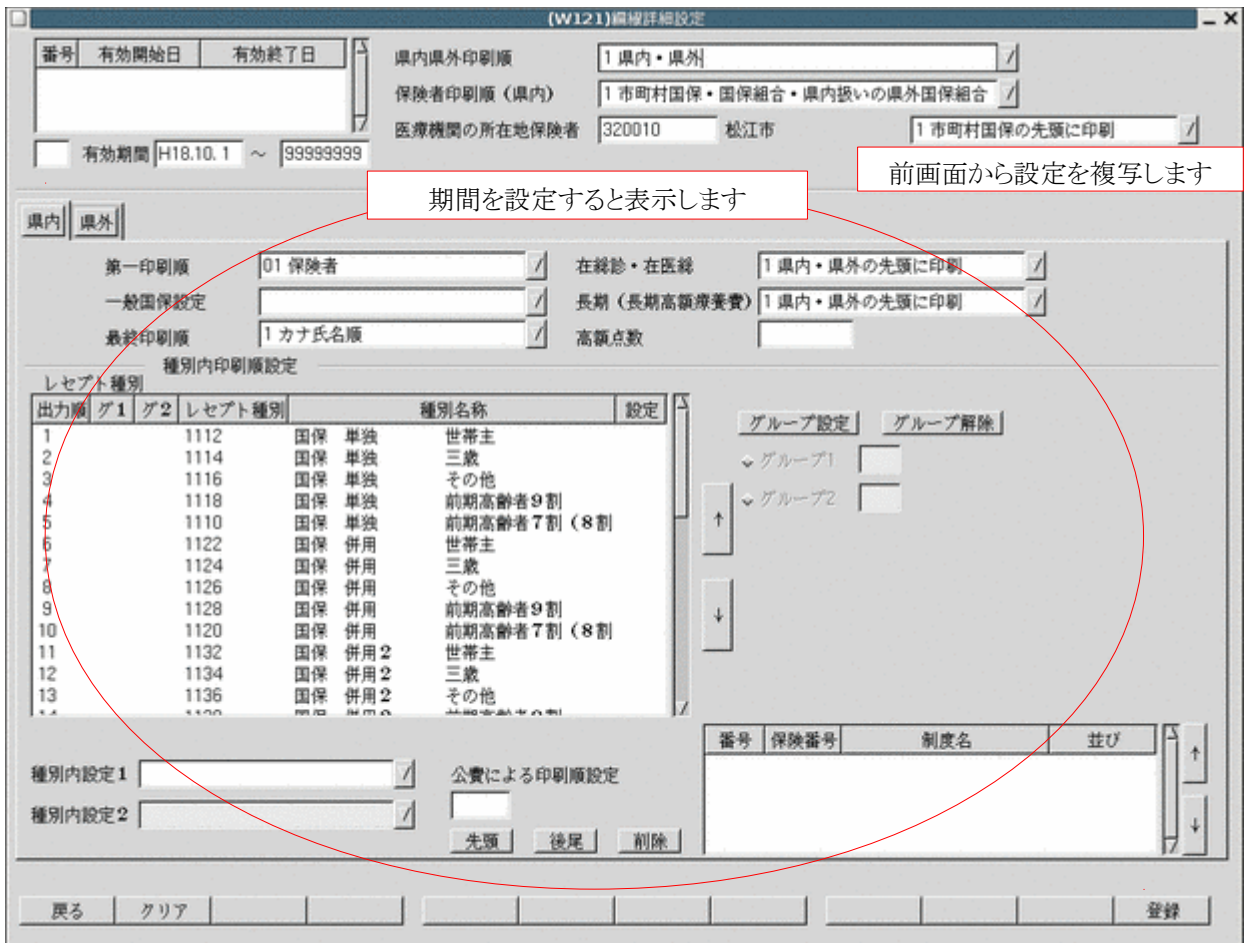 (W121)編綴詳細設定
番号 有効開始日 有効終了日
県内県外印刷順 1 県内・県外
保険者印刷順（県内） 1 市町村国保・国保組合・県内扱いの県外国保組合
医療機関の所在地保険者 320010 松江市 1 市町村国保の先頭に印刷
有効期間 H18.10. 1 ～ 99999999
前画面から設定を複写します
期間を設定すると表示します
県内 県外
第一印刷順 01 保険者 在総診・在医総 1 県内・県外の先頭に印刷
一般国保設定 長期（長期高額療養費） 1 県内・県外の先頭に印刷
最終印刷順 1 カナ氏名順 高額点数
種別内印刷順設定
レセプト種別
出力順 グ1 グ2 レセプト種別 種別名称 設定
1 1112 国保 単独 世帯主
2 1114 国保 単独 三歳
3 1116 国保 単独 その他
4 1118 国保 単独 前期高齢者９割
5 1110 国保 単独 前期高齢者７割（８割
6 1122 国保 併用 世帯主
7 1124 国保 併用 三歳
8 1126 国保 併用 その他
9 1128 国保 併用 前期高齢者９割
10 1120 国保 併用 前期高齢者７割（８割
11 1132 国保 併用２ 世帯主
12 1134 国保 併用２ 三歳
13 1136 国保 併用２ その他
グループ設定 グループ解除
グループ1
グループ2
↑
↓
番号 保険番号 制度名 並び
↑
↓
種別内設定1
種別内設定2
公費による印刷順設定
先頭 後尾 削除
戻る クリア 登録